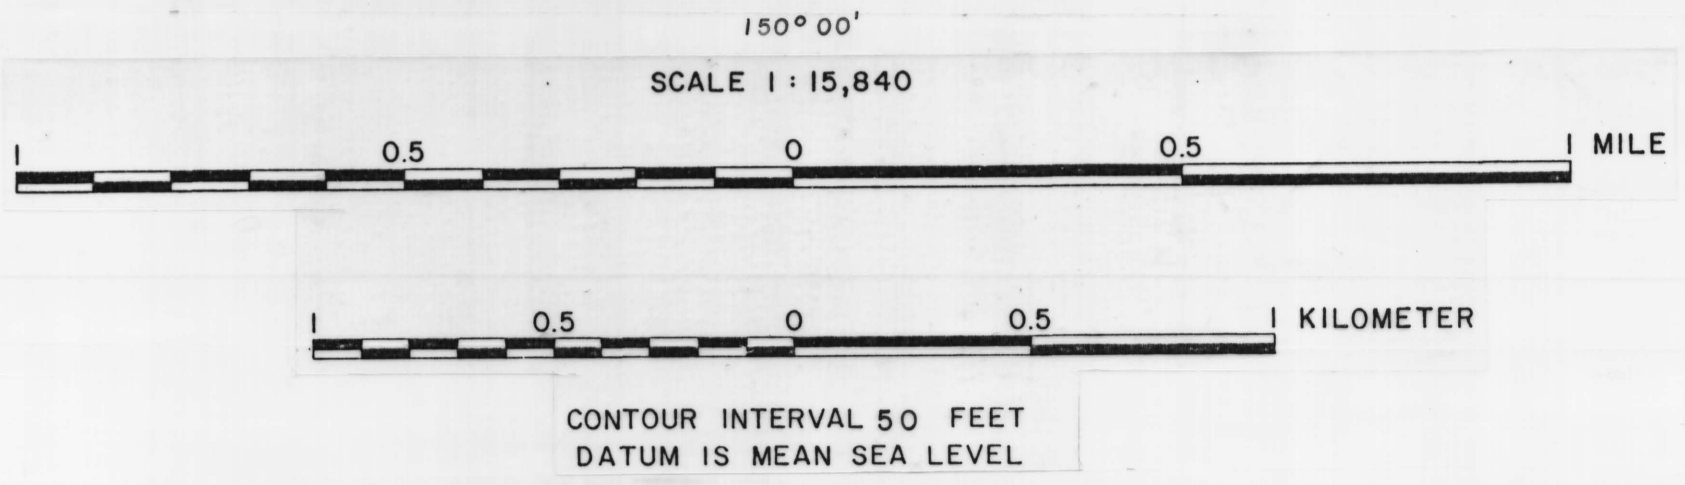 150° 00'
SCALE 1 : 15,840
1 0.5 0 0.5 1 MILE
1 0.5 0 0.5 1 KILOMETER
CONTOUR INTERVAL 50 FEET
DATUM IS MEAN SEA LEVEL